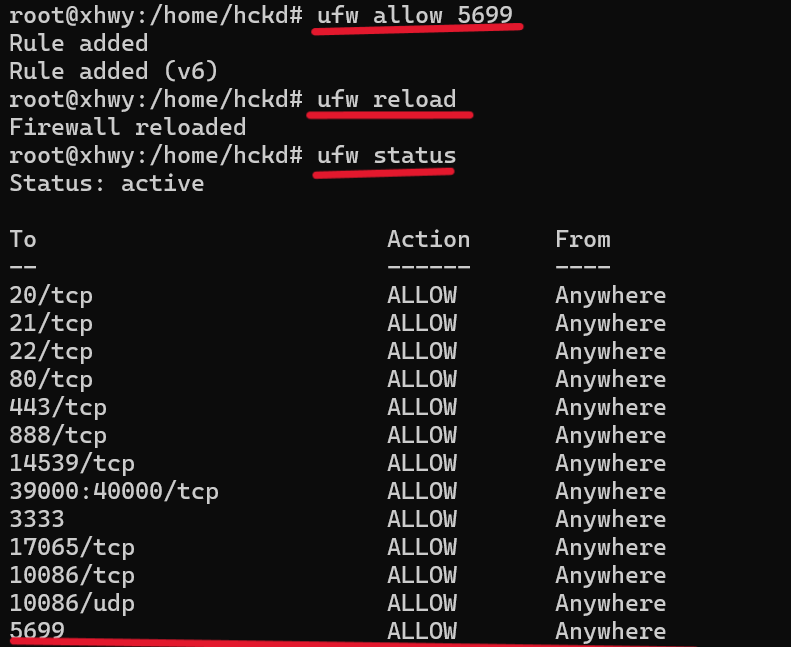 root@xhwy:/home/hckd# ufw allow 5699
Rule added
Rule added (v6)
root@xhwy:/home/hckd# ufw reload
Firewall reloaded
root@xhwy:/home/hckd# ufw status
Status: active
To Action From
-- ------ ----
20/tcp ALLOW Anywhere
21/tcp ALLOW Anywhere
22/tcp ALLOW Anywhere
80/tcp ALLOW Anywhere
443/tcp ALLOW Anywhere
888/tcp ALLOW Anywhere
14539/tcp ALLOW Anywhere
39000:40000/tcp ALLOW Anywhere
3333 ALLOW Anywhere
17065/tcp ALLOW Anywhere
10086/tcp ALLOW Anywhere
10086/udp ALLOW Anywhere
5699 ALLOW Anywhere